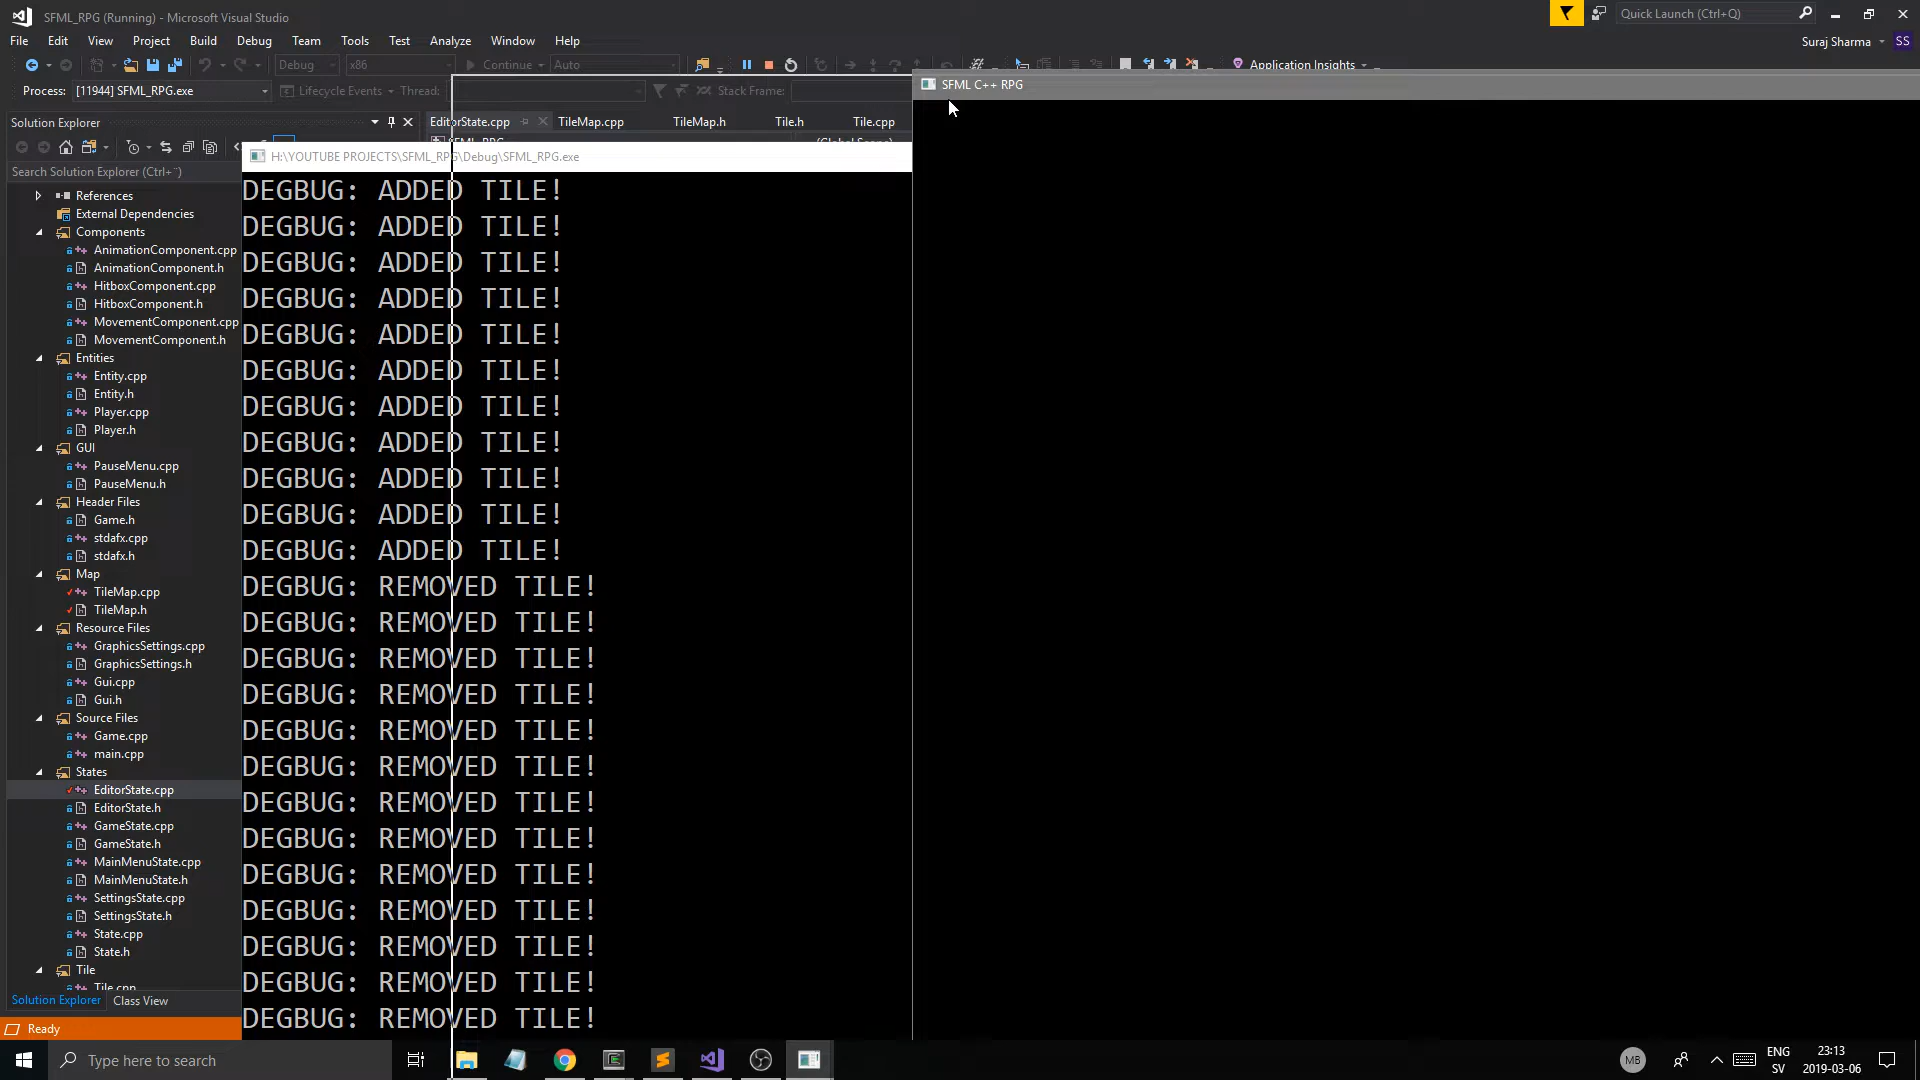 SFML_RPG (Running) - Microsoft Visual Studio
Quick Launch (Ctrl+Q)
File Edit View Project Build Debug Team Tools Test Analyze Window Help
Suraj Sharma SS
Debug x86 Continue Auto Application Insights
Process: [11944] SFML_RPG.exe Lifecycle Events Thread: Stack Frame:
SFML C++ RPG
Solution Explorer
EditorState.cpp TileMap.cpp TileMap.h Tile.h Tile.cpp
H:\YOUTUBE PROJECTS\SFML_RPG\Debug\SFML_RPG.exe
Search Solution Explorer (Ctrl+¨)
References
External Dependencies
Components
AnimationComponent.cpp
AnimationComponent.h
HitboxComponent.cpp
HitboxComponent.h
MovementComponent.cpp
MovementComponent.h
Entities
Entity.cpp
Entity.h
Player.cpp
Player.h
GUI
PauseMenu.cpp
PauseMenu.h
Header Files
Game.h
stdafx.cpp
stdafx.h
Map
TileMap.cpp
TileMap.h
Resource Files
GraphicsSettings.cpp
GraphicsSettings.h
Gui.cpp
Gui.h
Source Files
Game.cpp
main.cpp
States
EditorState.cpp
EditorState.h
GameState.cpp
GameState.h
MainMenuState.cpp
MainMenuState.h
SettingsState.cpp
SettingsState.h
State.cpp
State.h
Tile
Tile.cpp
Solution Explorer Class View
Ready
DEGBUG: ADDED TILE!
DEGBUG: ADDED TILE!
DEGBUG: ADDED TILE!
DEGBUG: ADDED TILE!
DEGBUG: ADDED TILE!
DEGBUG: ADDED TILE!
DEGBUG: ADDED TILE!
DEGBUG: ADDED TILE!
DEGBUG: ADDED TILE!
DEGBUG: ADDED TILE!
DEGBUG: ADDED TILE!
DEGBUG: REMOVED TILE!
DEGBUG: REMOVED TILE!
DEGBUG: REMOVED TILE!
DEGBUG: REMOVED TILE!
DEGBUG: REMOVED TILE!
DEGBUG: REMOVED TILE!
DEGBUG: REMOVED TILE!
DEGBUG: REMOVED TILE!
DEGBUG: REMOVED TILE!
DEGBUG: REMOVED TILE!
DEGBUG: REMOVED TILE!
DEGBUG: REMOVED TILE!
DEGBUG: REMOVED TILE!
Type here to search
MB
ENG
SV
23:13
2019-03-06